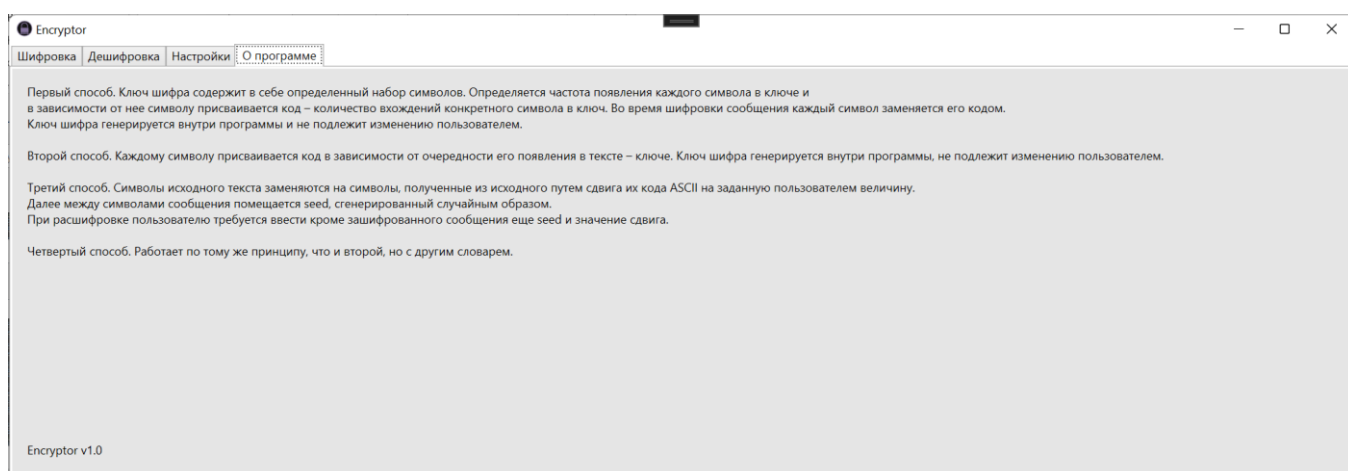 Encryptor
Шифровка Дешифровка Настройки О программе
Первый способ. Ключ шифра содержит в себе определенный набор символов. Определяется частота появления каждого символа в ключе и
в зависимости от нее символу присваивается код – количество вхождений конкретного символа в ключ. Во время шифровки сообщения каждый символ заменяется его кодом.
Ключ шифра генерируется внутри программы и не подлежит изменению пользователем.
Второй способ. Каждому символу присваивается код в зависимости от очередности его появления в тексте – ключе. Ключ шифра генерируется внутри программы, не подлежит изменению пользователем.
Третий способ. Символы исходного текста заменяются на символы, полученные из исходного путем сдвига их кода ASCII на заданную пользователем величину.
Далее между символами сообщения помещается seed, сгенерированный случайным образом.
При расшифровке пользователю требуется ввести кроме зашифрованного сообщения еще seed и значение сдвига.
Четвертый способ. Работает по тому же принципу, что и второй, но с другим словарем.
Encryptor v1.0